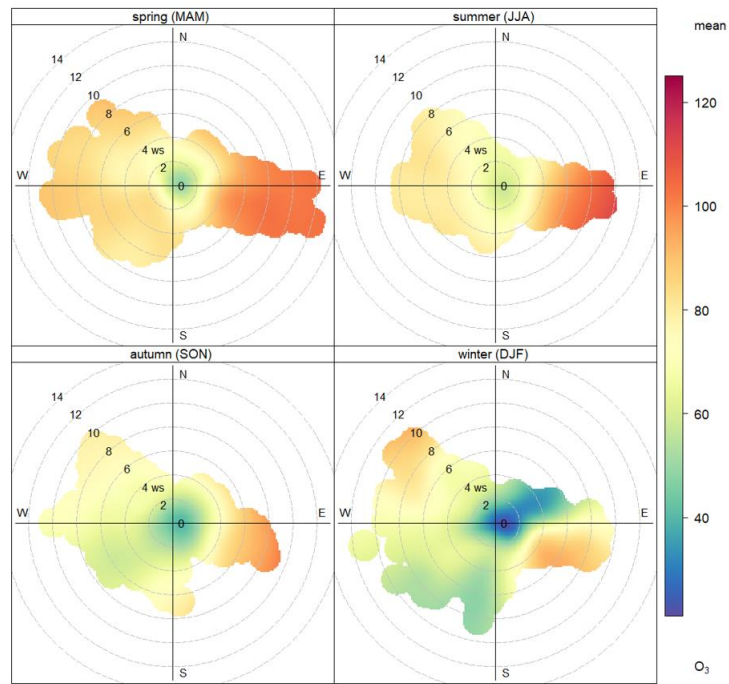 spring (MAM)
summer (JJA)
mean
N
14
12
10
8
6
4 ws
2
0
W
E
S
N
14
12
10
8
6
4 ws
2
0
W
E
S
autumn (SON)
winter (DJF)
N
14
12
10
8
6
4 ws
2
0
W
E
S
N
14
12
10
8
6
4 ws
2
0
W
E
S
120
100
80
60
40
O₃